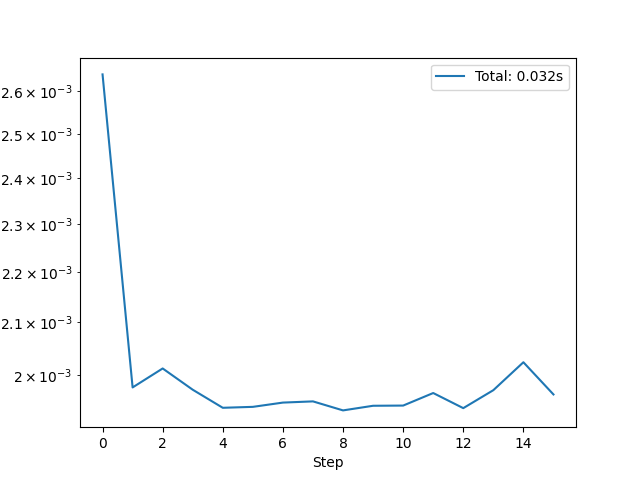 Total: 0.032s
2.6 × 10⁻³
2.5 × 10⁻³
2.4 × 10⁻³
2.3 × 10⁻³
2.2 × 10⁻³
2.1 × 10⁻³
2 × 10⁻³
0 2 4 6 8 10 12 14
Step